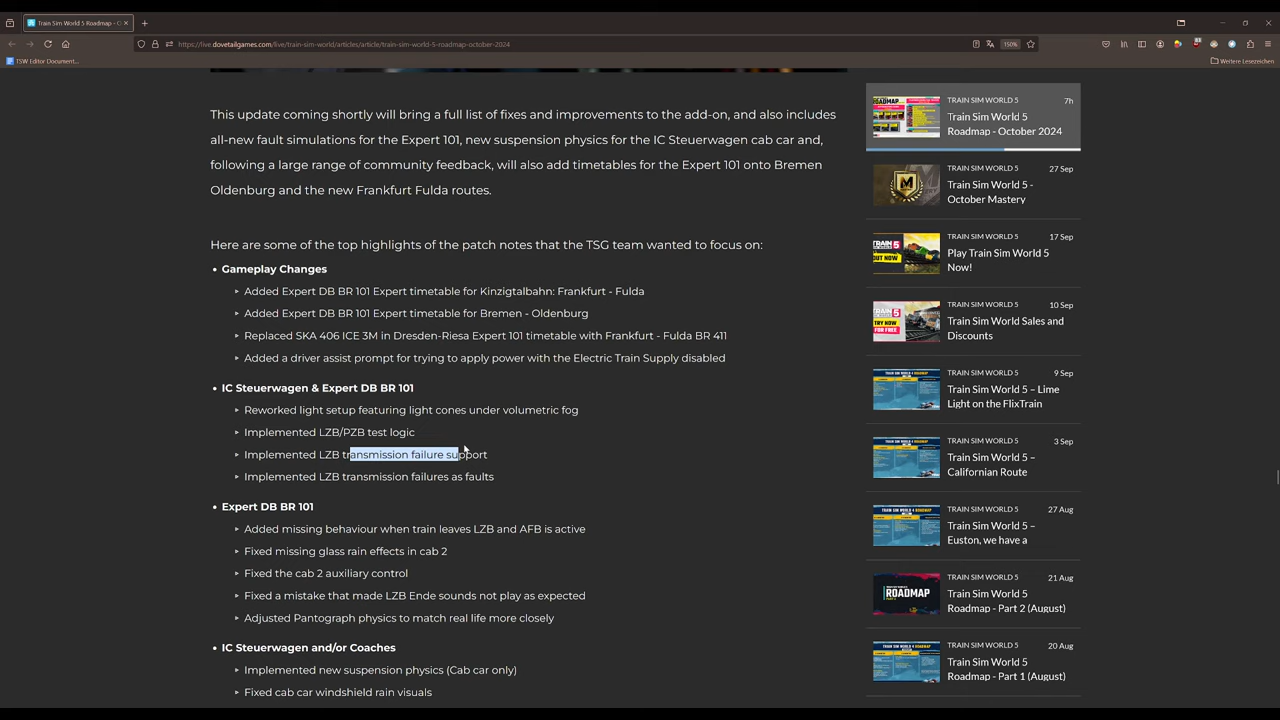 Train Sim World 5 Roadmap - O
https://live.dovetailgames.com/live/train-sim-world/articles/article/train-sim-world-5-roadmap-october-2024
150%
TSW Editor Document...
Weitere Lesezeichen
This update coming shortly will bring a full list of fixes and improvements to the add-on, and also includes
all-new fault simulations for the Expert 101, new suspension physics for the IC Steuerwagen cab car and,
following a large range of community feedback, will also add timetables for the Expert 101 onto Bremen
Oldenburg and the new Frankfurt Fulda routes.
Here are some of the top highlights of the patch notes that the TSG team wanted to focus on:
Gameplay Changes
Added Expert DB BR 101 Expert timetable for Kinzigtalbahn: Frankfurt - Fulda
Added Expert DB BR 101 Expert timetable for Bremen - Oldenburg
Replaced SKA 406 ICE 3M in Dresden-Riesa Expert 101 timetable with Frankfurt - Fulda BR 411
Added a driver assist prompt for trying to apply power with the Electric Train Supply disabled
IC Steuerwagen & Expert DB BR 101
Reworked light setup featuring light cones under volumetric fog
Implemented LZB/PZB test logic
Implemented LZB transmission failure support
Implemented LZB transmission failures as faults
Expert DB BR 101
Added missing behaviour when train leaves LZB and AFB is active
Fixed missing glass rain effects in cab 2
Fixed the cab 2 auxiliary control
Fixed a mistake that made LZB Ende sounds not play as expected
Adjusted Pantograph physics to match real life more closely
IC Steuerwagen and/or Coaches
Implemented new suspension physics (Cab car only)
Fixed cab car windshield rain visuals
TRAIN SIM WORLD 5 7h
Train Sim World 5
Roadmap - October 2024
TRAIN SIM WORLD 5 27 Sep
Train Sim World 5 -
October Mastery
TRAIN SIM WORLD 5 17 Sep
Play Train Sim World 5
Now!
TRAIN SIM WORLD 5 10 Sep
Train Sim World Sales and
Discounts
TRAIN SIM WORLD 5 9 Sep
Train Sim World 5 – Lime
Light on the FlixTrain
TRAIN SIM WORLD 5 3 Sep
Train Sim World 5 –
Californian Route
TRAIN SIM WORLD 5 27 Aug
Train Sim World 5 –
Euston, we have a
TRAIN SIM WORLD 5 21 Aug
Train Sim World 5
Roadmap - Part 2 (August)
TRAIN SIM WORLD 5 20 Aug
Train Sim World 5
Roadmap - Part 1 (August)